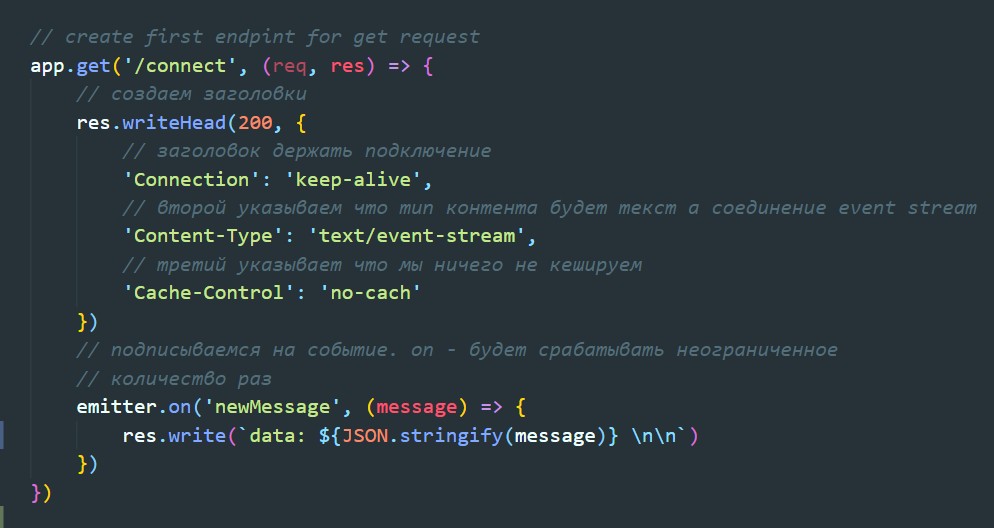 // create first endpint for get request
app.get('/connect', (req, res) => {
// создаем заголовки
res.writeHead(200, {
// заголовок держать подключение
'Connection': 'keep-alive',
// второй указываем что тип контента будет текст а соединение event stream
'Content-Type': 'text/event-stream',
// третий указывает что мы ничего не кешируем
'Cache-Control': 'no-cach'
})
// подписываемся на событие. on - будет срабатывать неограниченное
// количество раз
emitter.on('newMessage', (message) => {
res.write(`data: ${JSON.stringify(message)} \n\n`)
})
})